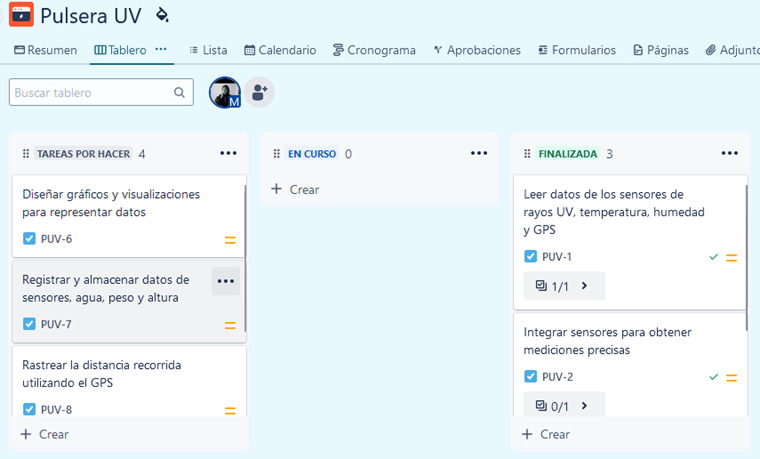 Pulsera UV
Resumen Tablero Lista Calendario Cronograma Aprobaciones Formularios Páginas Adjunto
Buscar tablero
M
TAREAS POR HACER 4
Diseñar gráficos y visualizaciones
para representar datos
PUV-6
Registrar y almacenar datos de
sensores, agua, peso y altura
PUV-7
Rastrear la distancia recorrida
utilizando el GPS
PUV-8
+ Crear
EN CURSO 0
+ Crear
FINALIZADA 3
Leer datos de los sensores de
rayos UV, temperatura, humedad
y GPS
PUV-1
1/1
Integrar sensores para obtener
mediciones precisas
PUV-2
0/1
+ Crear